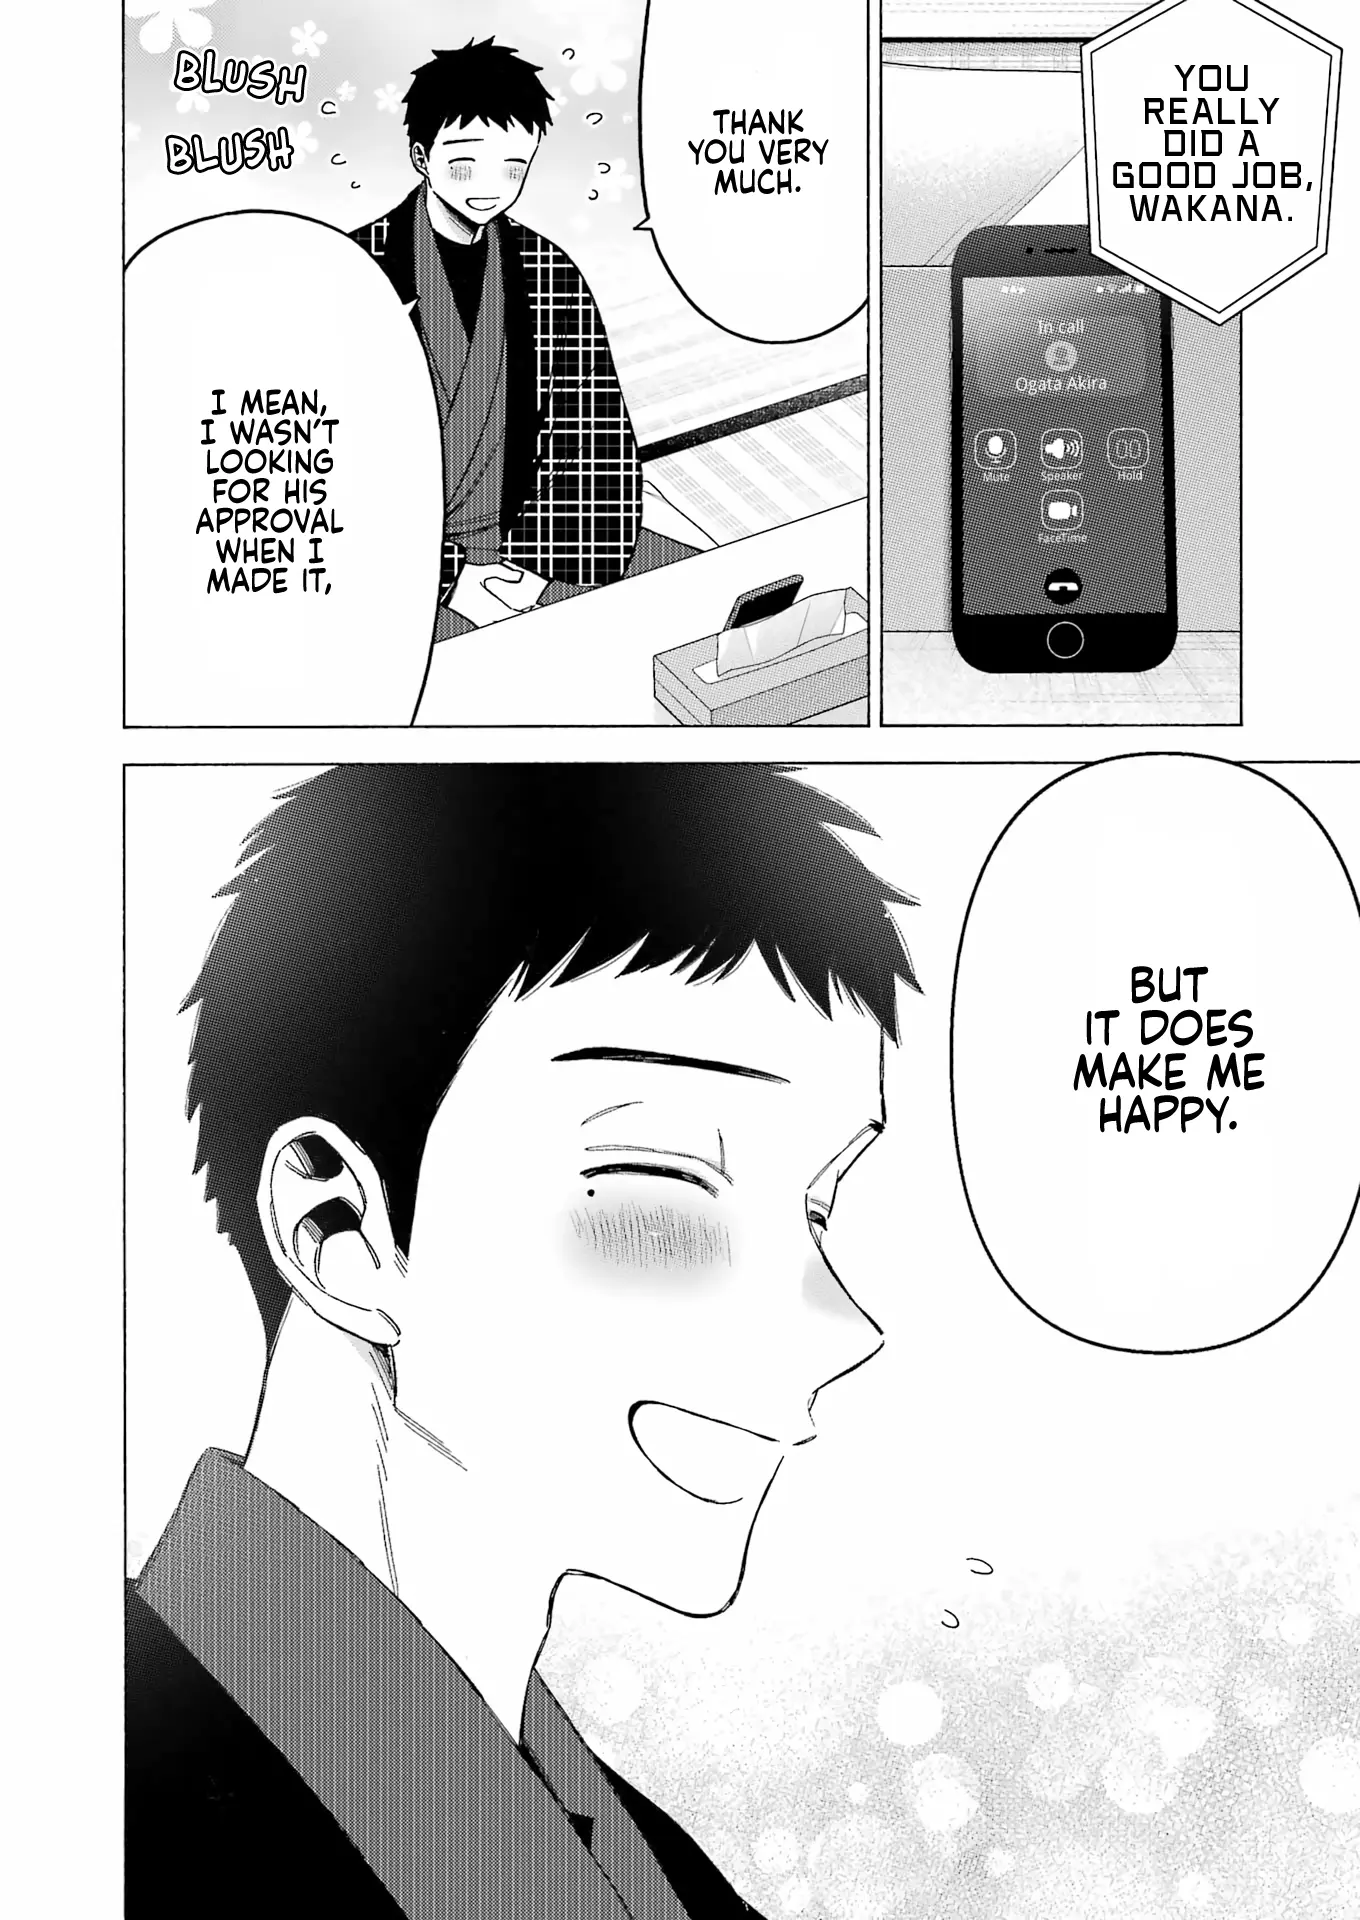 YOU
REALLY
DID A
GOOD JOB,
WAKANA.
In call
Ogata Akira
Mute
Speaker
Hold
FaceTime
THANK
YOU VERY
MUCH.
BLUSH
BLUSH
I MEAN,
I WASN'T
LOOKING
FOR HIS
APPROVAL
WHEN I
MADE IT,
BUT
IT DOES
MAKE ME
HAPPY.